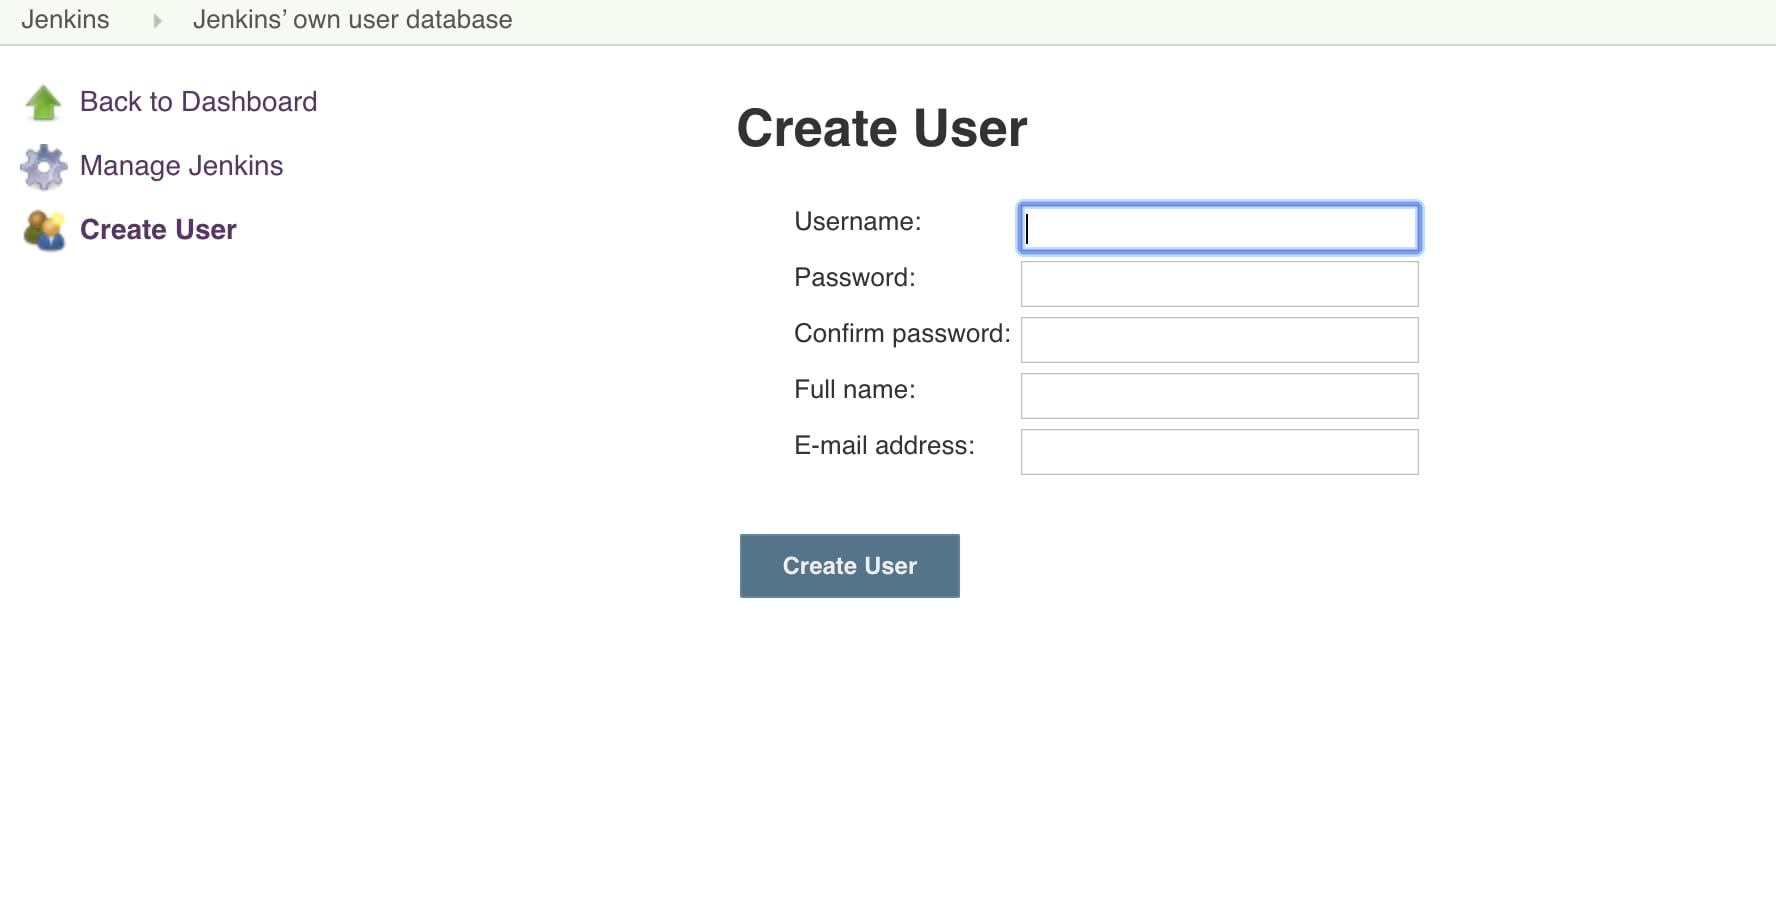 Jenkins Jenkins’ own user database
Back to Dashboard
Manage Jenkins
Create User
Create User
Username:
Password:
Confirm password:
Full name:
E-mail address:
Create User